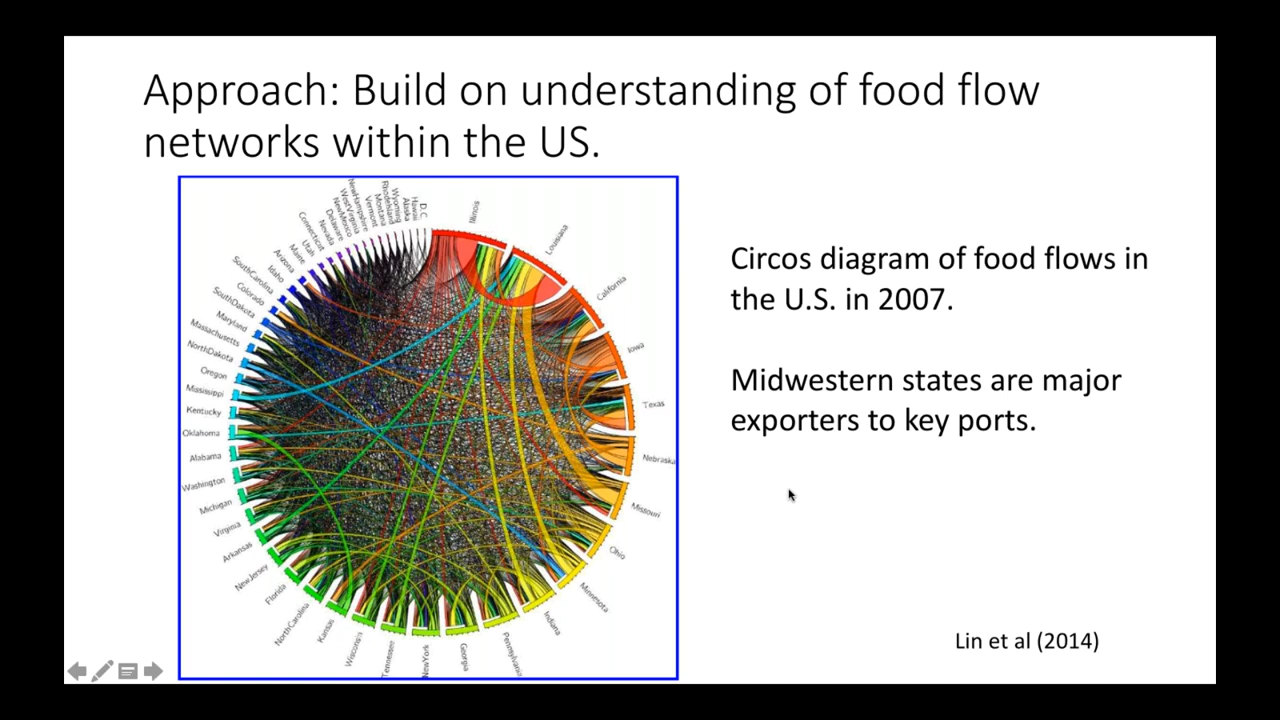 Approach: Build on understanding of food flow
networks within the US.
Illinois
Louisiana
California
Iowa
Texas
Nebraska
Missouri
Ohio
Minnesota
Indiana
Pennsylvania
Georgia
NewYork
Tennessee
Wisconsin
Kansas
NorthCarolina
Florida
NewJersey
Arkansas
Virginia
Michigan
Washington
Alabama
Oklahoma
Kentucky
Mississippi
Oregon
NorthDakota
Massachusetts
Maryland
SouthDakota
Colorado
SouthCarolina
Idaho
Arizona
Maine
Utah
Connecticut
Nevada
Delaware
NewMexico
WestVirginia
NewHampshire
Vermont
Montana
RhodeIsland
Wyoming
Alaska
Hawaii
D.C.
Circos diagram of food flows in
the U.S. in 2007.
Midwestern states are major
exporters to key ports.
Lin et al (2014)